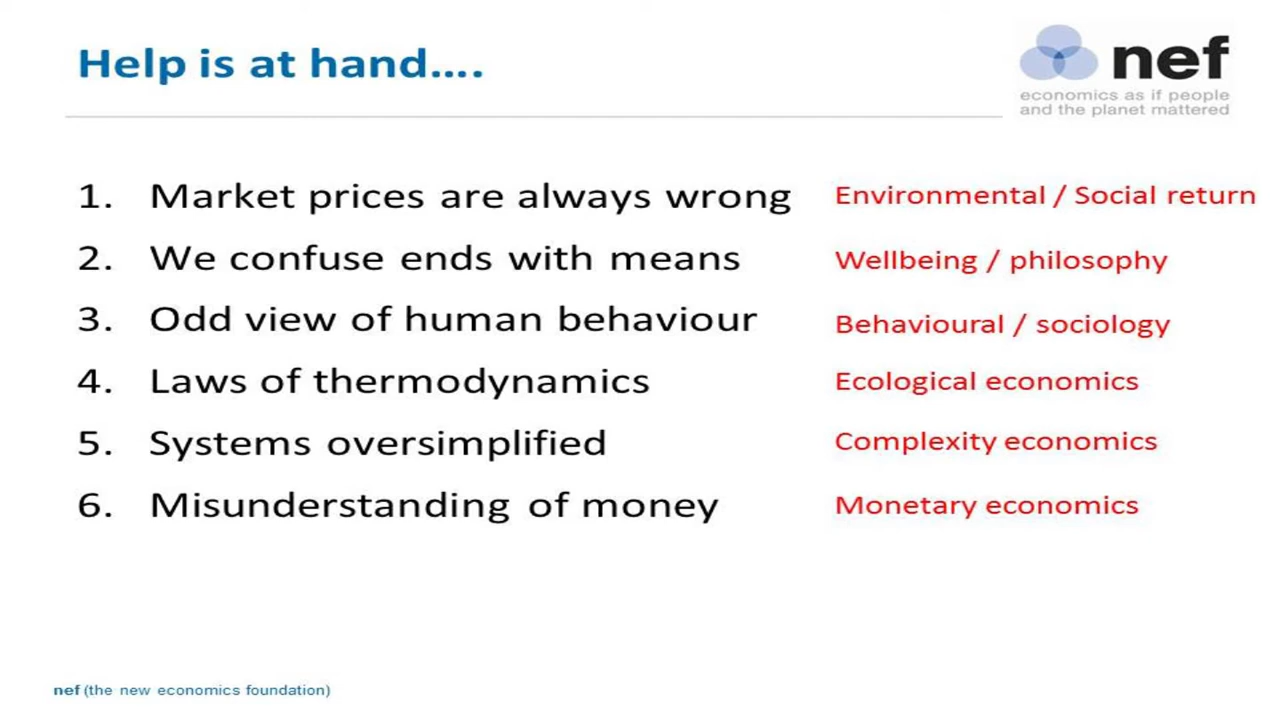 Help is at hand....
nef
economics as if people
and the planet mattered
1. Market prices are always wrong Environmental / Social return
2. We confuse ends with means Wellbeing / philosophy
3. Odd view of human behaviour Behavioural / sociology
4. Laws of thermodynamics Ecological economics
5. Systems oversimplified Complexity economics
6. Misunderstanding of money Monetary economics
nef (the new economics foundation)